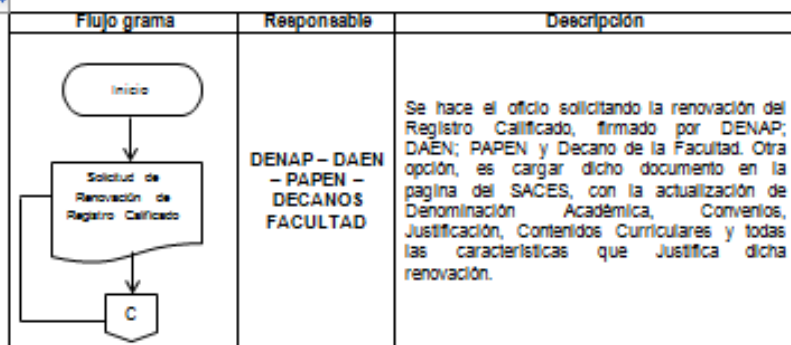 Flujo grama
Responsable
Descripción
Inicio
Solicitud de
Renovación de
Registro Calificado
C
DENAP – DAEN
– PAPEN –
DECANOS
FACULTAD
Se hace el oficio solicitando la renovación del
Registro Calificado, firmado por DENAP;
DAEN; PAPEN y Decano de la Facultad. Otra
opción, es cargar dicho documento en la
pagina del SACES, con la actualización de
Denominación Académica, Convenios,
Justificación, Contenidos Curriculares y todas
las características que Justifica dicha
renovación.